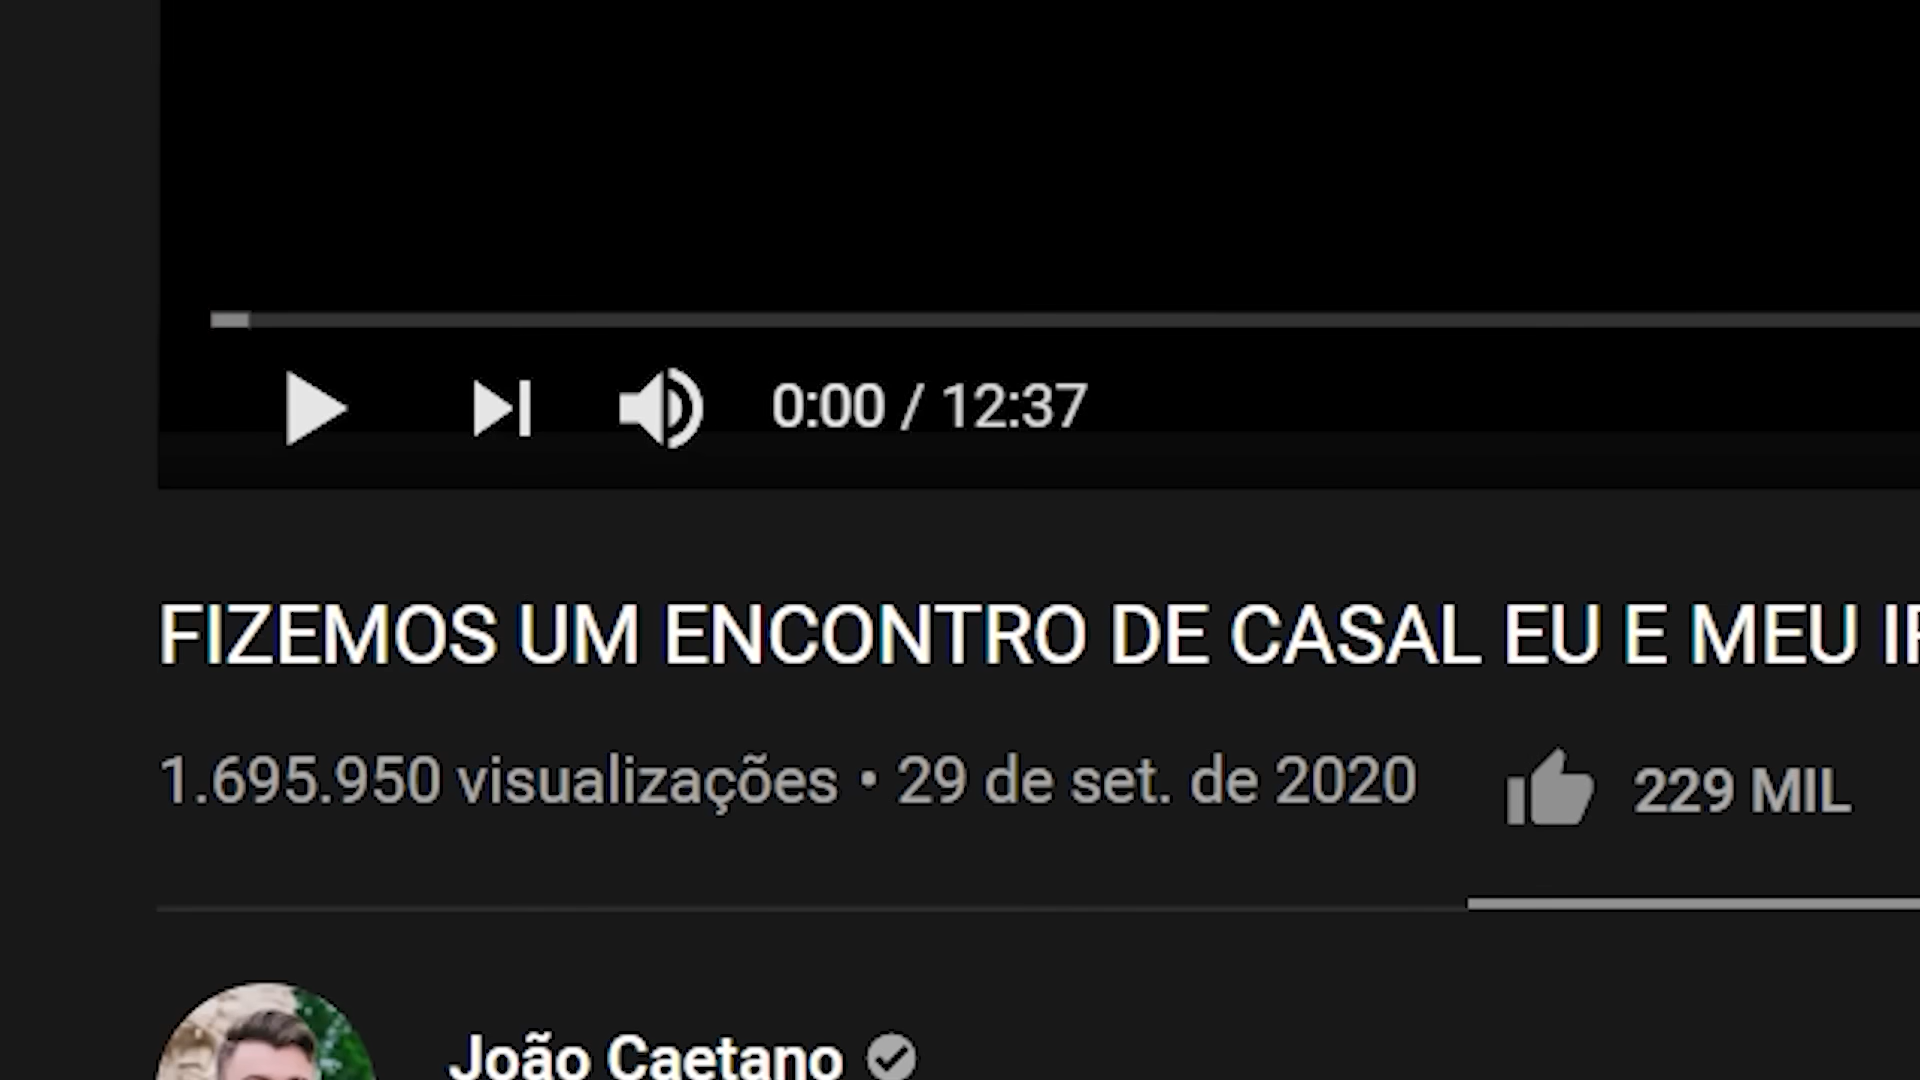 0:00 / 12:37
FIZEMOS UM ENCONTRO DE CASAL EU E MEU
1.695.950 visualizações • 29 de set. de 2020 229 MIL
João Caetano